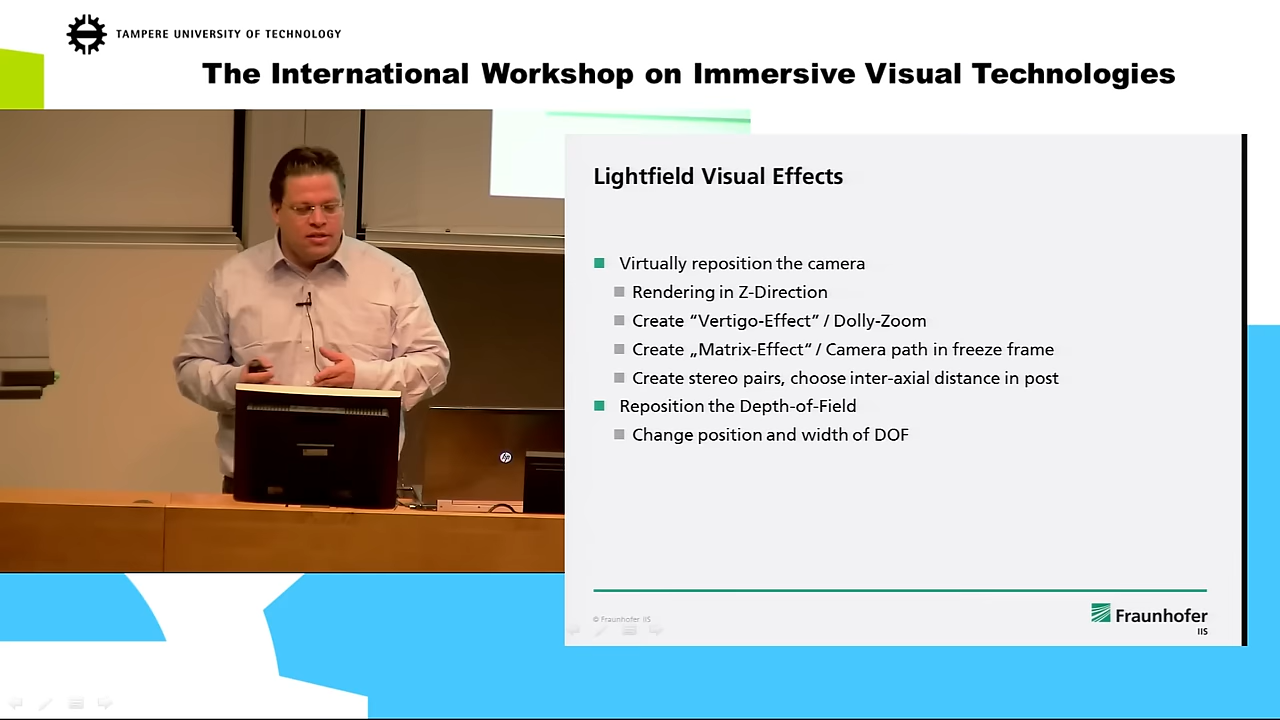 TAMPERE UNIVERSITY OF TECHNOLOGY
The International Workshop on Immersive Visual Technologies
Lightfield Visual Effects
Virtually reposition the camera
Rendering in Z-Direction
Create “Vertigo-Effect” / Dolly-Zoom
Create „Matrix-Effect“ / Camera path in freeze frame
Create stereo pairs, choose inter-axial distance in post
Reposition the Depth-of-Field
Change position and width of DOF
hp
© Fraunhofer IIS
Fraunhofer
IIS